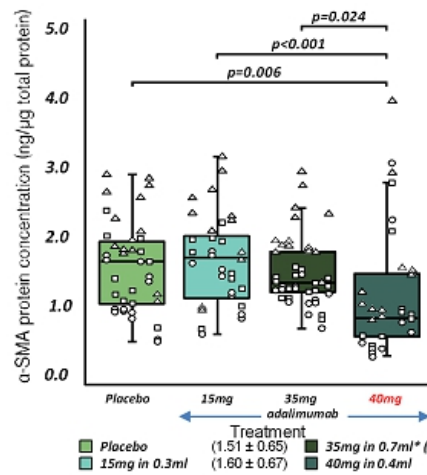 p=0.024
p<0.001
p=0.006
α-SMA protein concentration (ng/µg total protein)
5.0
4.0
3.0
2.0
1.0
0.0
Placebo 15mg 35mg 40mg
adalimumab
Treatment
Placebo (1.51 ± 0.65) 35mg in 0.7ml* (
15mg in 0.3ml (1.60 ± 0.67) 40mg in 0.4ml